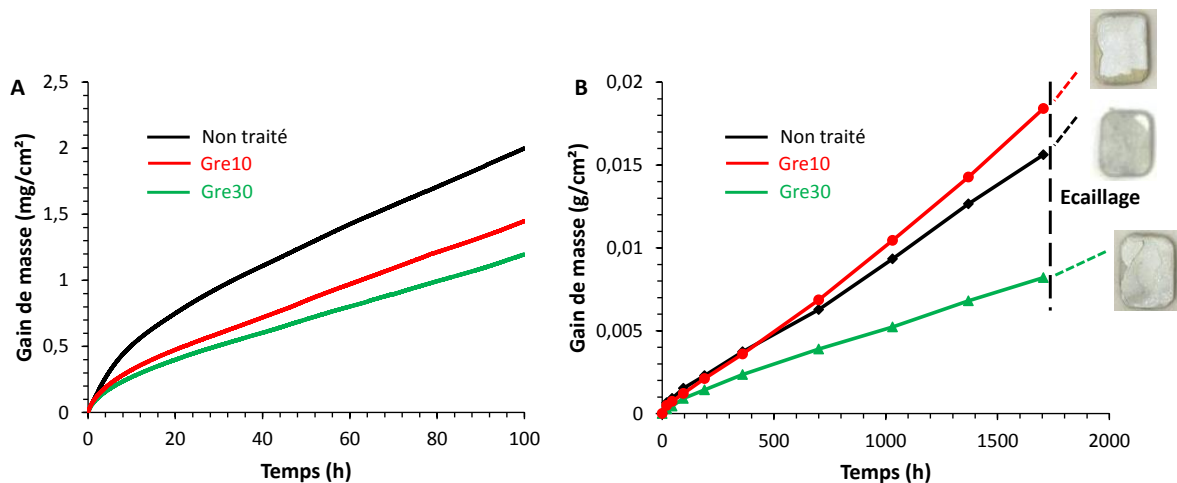 A
Gain de masse (mg/cm²)
2,5
2
1,5
1
0,5
0
0 20 40 60 80 100
Temps (h)
Non traité
Gre10
Gre30
B
Gain de masse (g/cm²)
0,02
0,015
0,01
0,005
0
0 500 1000 1500 2000
Temps (h)
Non traité
Gre10
Gre30
Ecaillage